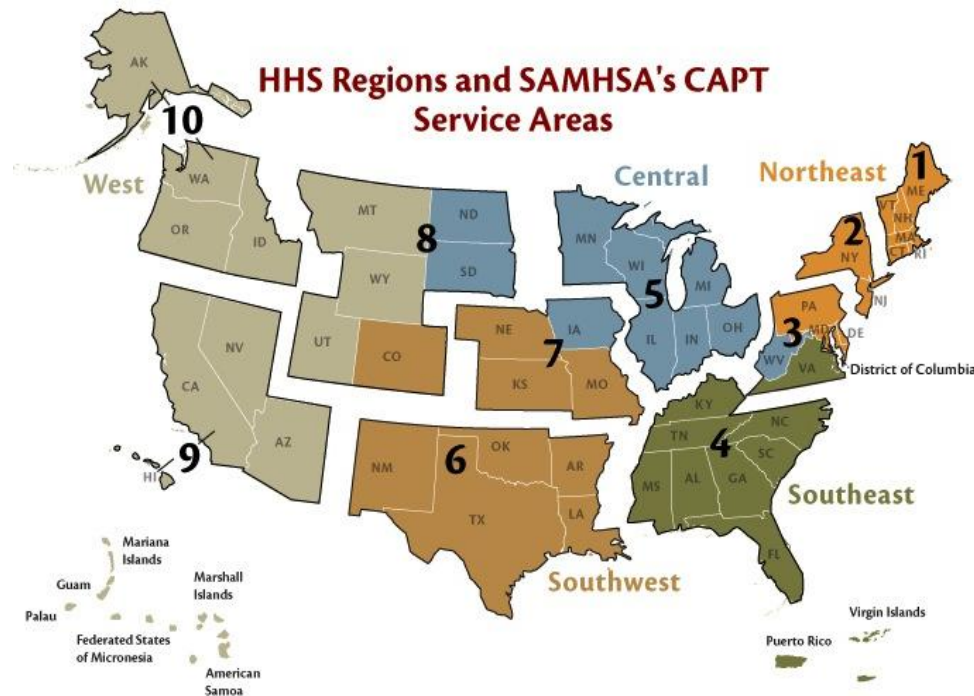 HHS Regions and SAMHSA's CAPT
Service Areas
AK
10
West
WA
OR
ID
MT
ND
8
SD
WY
UT
CO
Central
MN
WI
MI
5
IL
IN
OH
IA
Northeast
1
ME
VT
NH
MA
CT
RI
2
NY
NJ
PA
3
MD
DE
WV
VA
District of Columbia
NE
7
KS
MO
NV
CA
AZ
9
HI
NM
6
OK
AR
TX
LA
Southwest
KY
TN
4
NC
SC
MS
AL
GA
FL
Southeast
Mariana
Islands
Guam
Palau
Marshall
Islands
Federated States
of Micronesia
American
Samoa
Virgin Islands
Puerto Rico